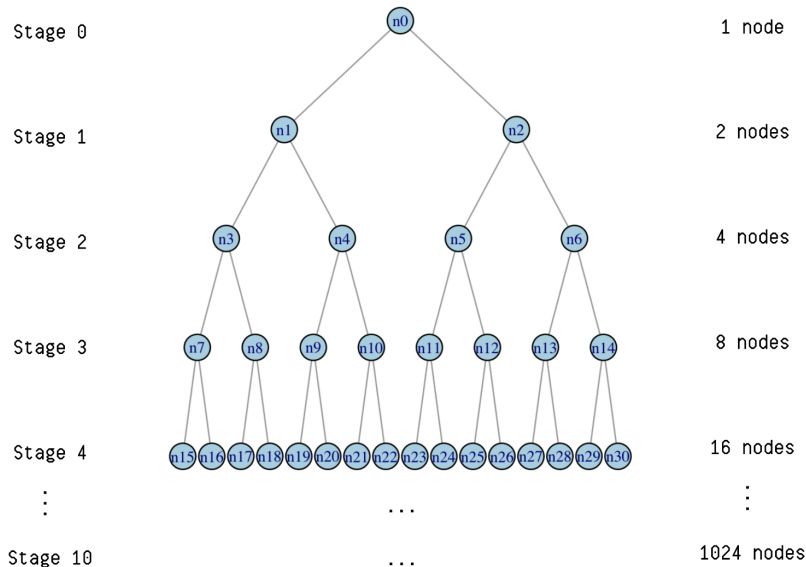 Stage 0 n0 1 node
Stage 1 n1 n2 2 nodes
Stage 2 n3 n4 n5 n6 4 nodes
Stage 3 n7 n8 n9 n10 n11 n12 n13 n14 8 nodes
Stage 4 n15 n16 n17 n18 n19 n20 n21 n22 n23 n24 n25 n26 n27 n28 n29 n30 16 nodes
⋮ ... ⋮
Stage 10 ... 1024 nodes